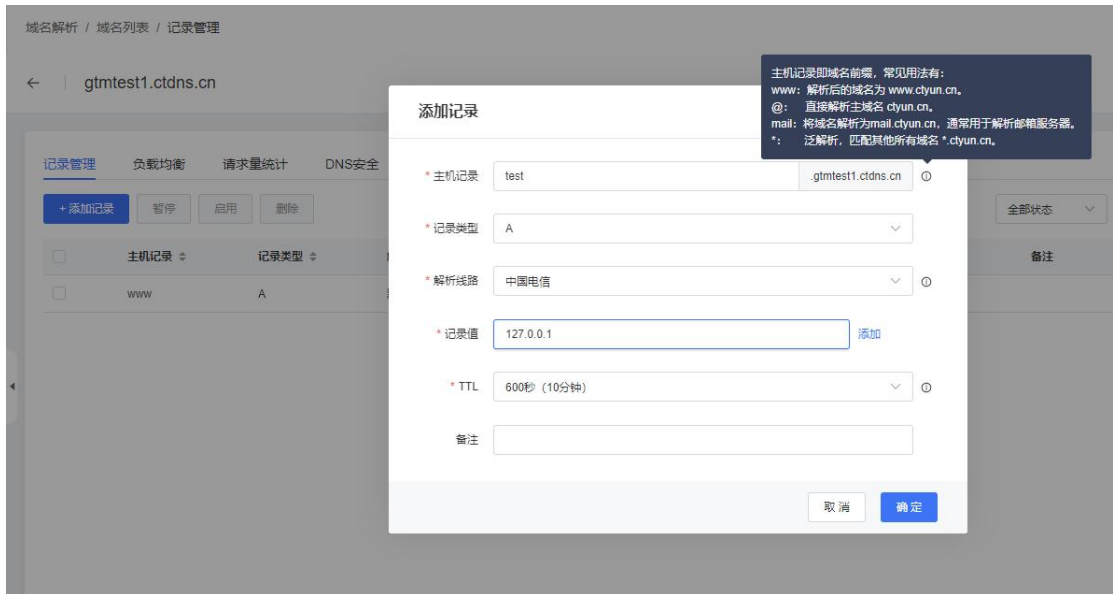 域名解析 / 域名列表 / 记录管理
← gtmtest1.ctdns.cn
主机记录即域名前缀，常见用法有：
www：解析后的域名为 www.ctyun.cn。
@： 直接解析主域名 ctyun.cn。
mail：将域名解析为mail.ctyun.cn，通常用于解析邮箱服务器。
*： 泛解析，匹配其他所有域名 *.ctyun.cn。
添加记录
记录管理 负载均衡 请求量统计 DNS安全
* 主机记录 test .gtmtest1.ctdns.cn
+ 添加记录 暂停 启用 删除 全部状态
* 记录类型 A
主机记录 记录类型 备注
* 解析线路 中国电信
www A
* 记录值 127.0.0.1 添加
* TTL 600秒（10分钟）
备注
取消 确定